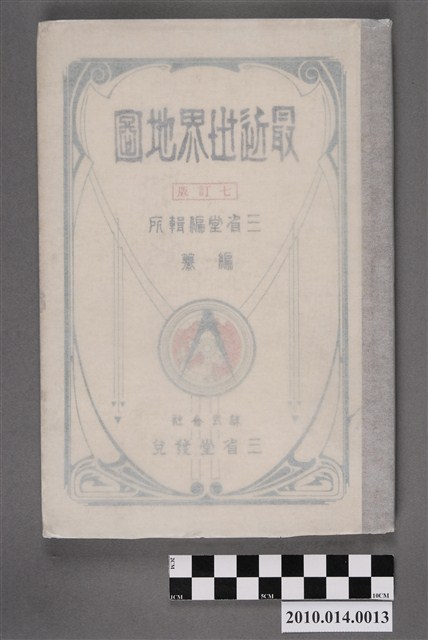 最近世界地圖
七訂版
三省堂編輯所
編纂
株式會社
三省堂發兌
2CM
1CM 5CM 10CM
2010.014.0013